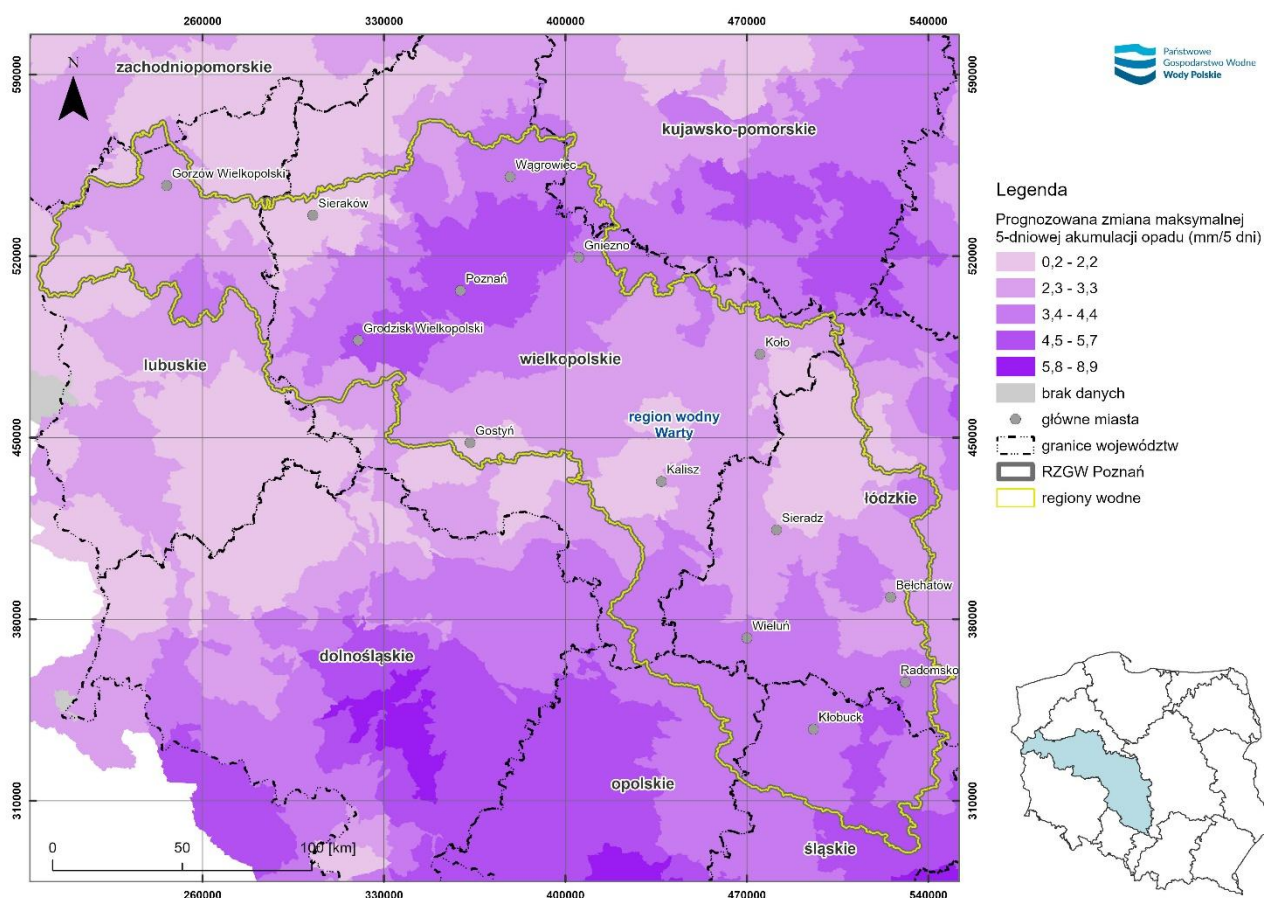 260000
330000
400000
470000
540000
590000
590000
N
zachodniopomorskie
kujawsko-pomorskie
Państwowe
Gospodarstwo Wodne
Wody Polskie
Gorzów Wielkopolski
Wągrowiec
Sieraków
Gniezno
520000
520000
Poznań
Grodzisk Wielkopolski
lubuskie
wielkopolskie
Koło
region wodny
Warty
450000
450000
Gostyń
Kalisz
łódzkie
Sieradz
Bełchatów
380000
380000
Wieluń
dolnośląskie
Radomsko
Kłobuck
opolskie
310000
310000
śląskie
0
50
100 [km]
260000
330000
400000
470000
540000
Legenda
Prognozowana zmiana maksymalnej
5-dniowej akumulacji opadu (mm/5 dni)
0,2 - 2,2
2,3 - 3,3
3,4 - 4,4
4,5 - 5,7
5,8 - 8,9
brak danych
główne miasta
granice województw
RZGW Poznań
regiony wodne